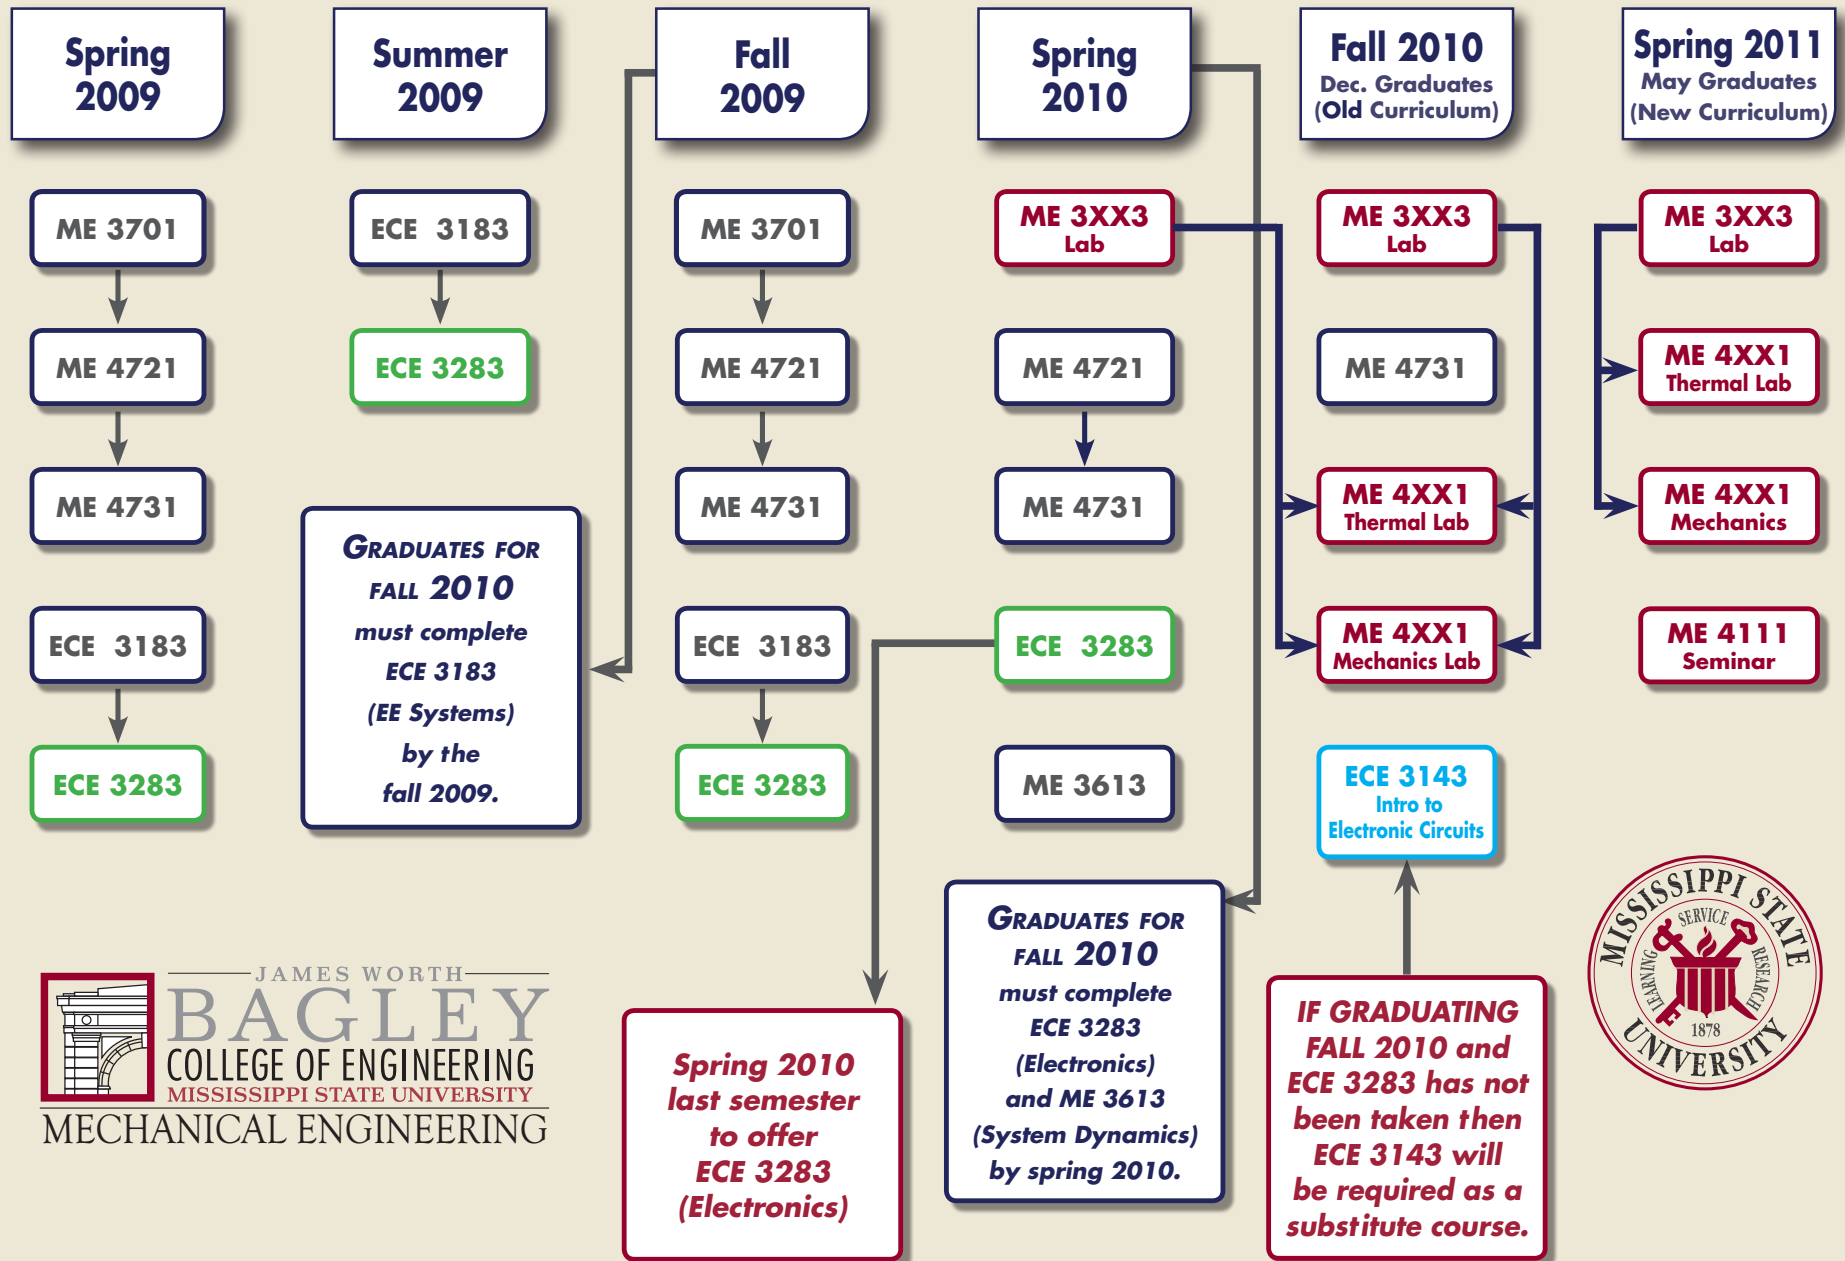 Spring
2009
Summer
2009
Fall
2009
Spring
2010
Fall 2010
Dec. Graduates
(Old Curriculum)
Spring 2011
May Graduates
(New Curriculum)
ME 3701
ME 4721
ME 4731
ECE 3183
ECE 3283
ECE 3183
ECE 3283
GRADUATES FOR
FALL 2010
must complete
ECE 3183
(EE Systems)
by the
fall 2009.
ME 3701
ME 4721
ME 4731
ECE 3183
ECE 3283
ME 3XX3
Lab
ME 4721
ME 4731
ECE 3283
ME 3613
ME 3XX3
Lab
ME 4731
ME 4XX1
Thermal Lab
ME 4XX1
Mechanics Lab
ECE 3143
Intro to
Electronic Circuits
ME 3XX3
Lab
ME 4XX1
Thermal Lab
ME 4XX1
Mechanics
ME 4111
Seminar
JAMES WORTH
BAGLEY
COLLEGE OF ENGINEERING
MISSISSIPPI STATE UNIVERSITY
MECHANICAL ENGINEERING
Spring 2010
last semester
to offer
ECE 3283
(Electronics)
GRADUATES FOR
FALL 2010
must complete
ECE 3283
(Electronics)
and ME 3613
(System Dynamics)
by spring 2010.
IF GRADUATING
FALL 2010 and
ECE 3283 has not
been taken then
ECE 3143 will
be required as a
substitute course.
MISSISSIPPI STATE
UNIVERSITY
LEARNING
SERVICE
RESEARCH
1878